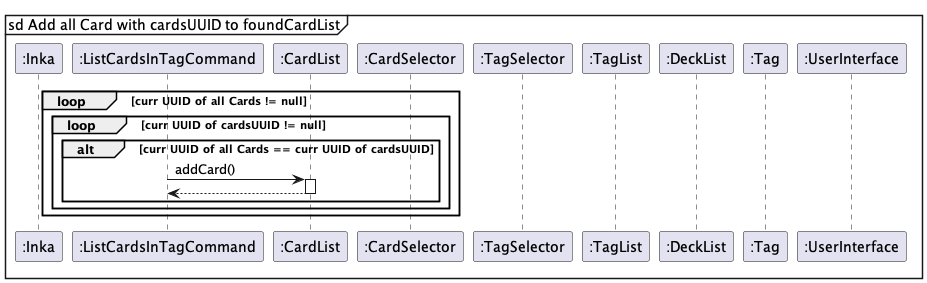 sd Add all Card with cardsUUID to foundCardList
:Inka :ListCardsInTagCommand :CardList :CardSelector :TagSelector :TagList :DeckList :Tag :UserInterface
loop [curr UUID of all Cards != null]
loop [curr UUID of cardsUUID != null]
alt [curr UUID of all Cards == curr UUID of cardsUUID]
addCard()
:Inka :ListCardsInTagCommand :CardList :CardSelector :TagSelector :TagList :DeckList :Tag :UserInterface